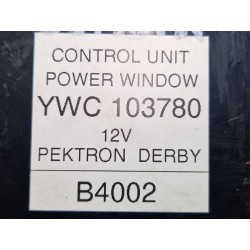 CONTROL UNIT
POWER WINDOW
YWC 103780
12V
PEKTRON DERBY
B4002